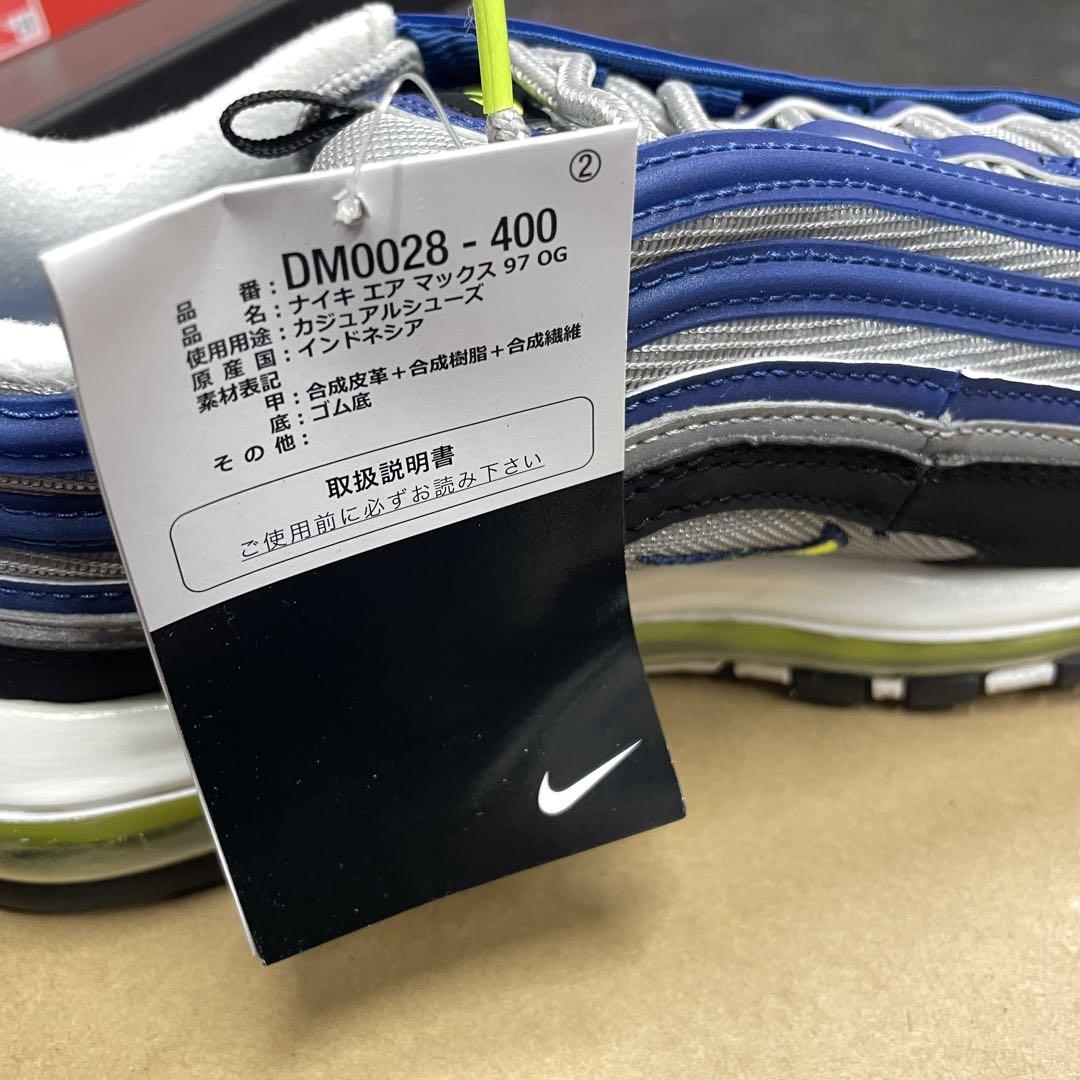 ②
品番：DM0028 - 400
品名：ナイキ エア マックス 97 OG
使用用途：カジュアルシューズ
原産国：インドネシア
素材表記
甲：合成皮革＋合成樹脂＋合成繊維
底：ゴム底
その他：
取扱説明書
ご使用前に必ずお読み下さい